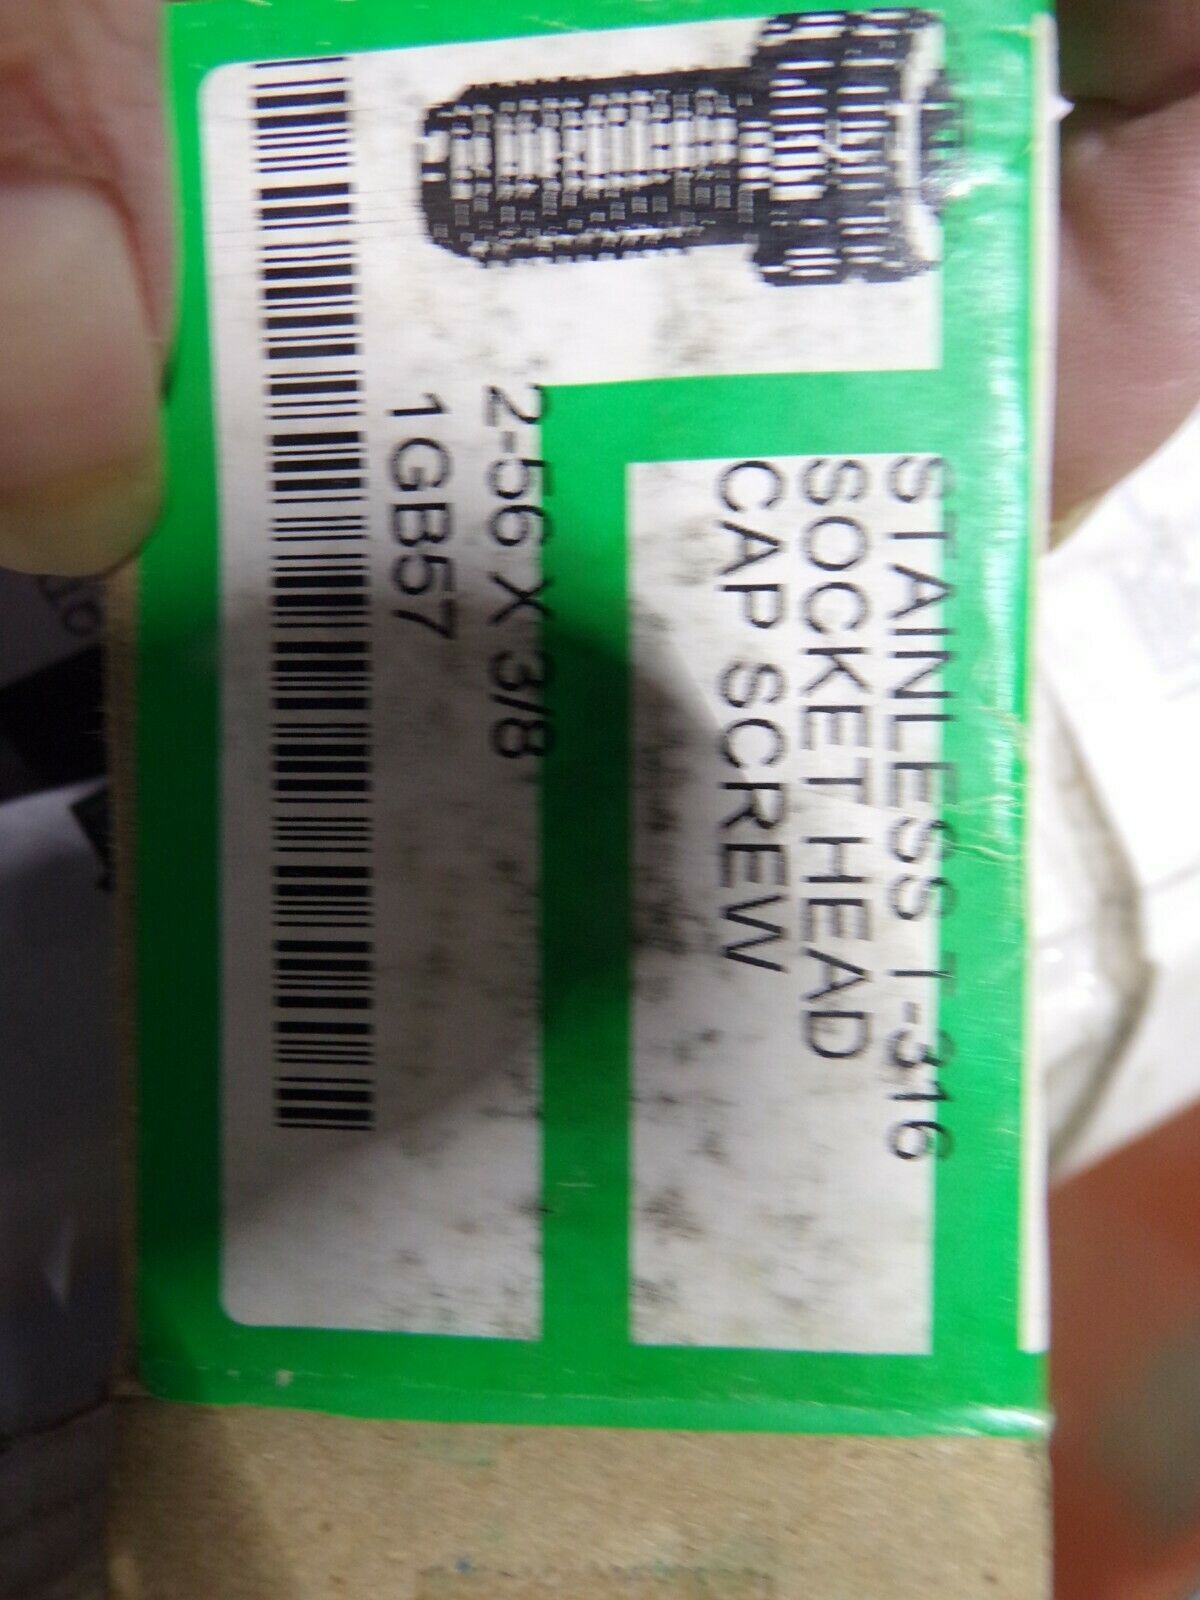 STAINLESS T-316
SOCKET HEAD
CAP SCREW
2-56 X 3/8
1GB57